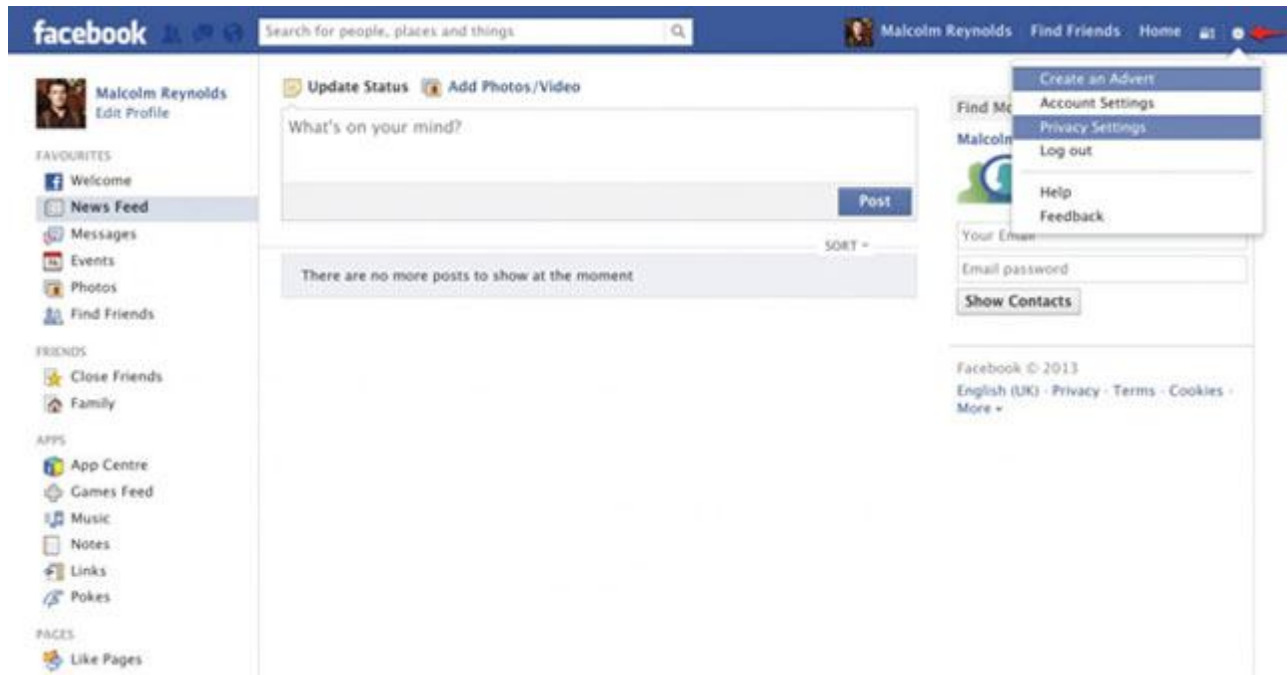 facebook
Search for people, places and things
Malcolm Reynolds Find Friends Home
Malcolm Reynolds
Edit Profile
FAVOURITES
Welcome
News Feed
Messages
Events
Photos
Find Friends
FRIENDS
Close Friends
Family
APPS
App Centre
Games Feed
Music
Notes
Links
Pokes
PAGES
Like Pages
Update Status Add Photos/Video
What's on your mind?
Post
SORT
There are no more posts to show at the moment
Create an Advert
Account Settings
Privacy Settings
Log out
Help
Feedback
Find
Malcolm
Your Email
Email password
Show Contacts
Facebook © 2013
English (UK) · Privacy · Terms · Cookies ·
More